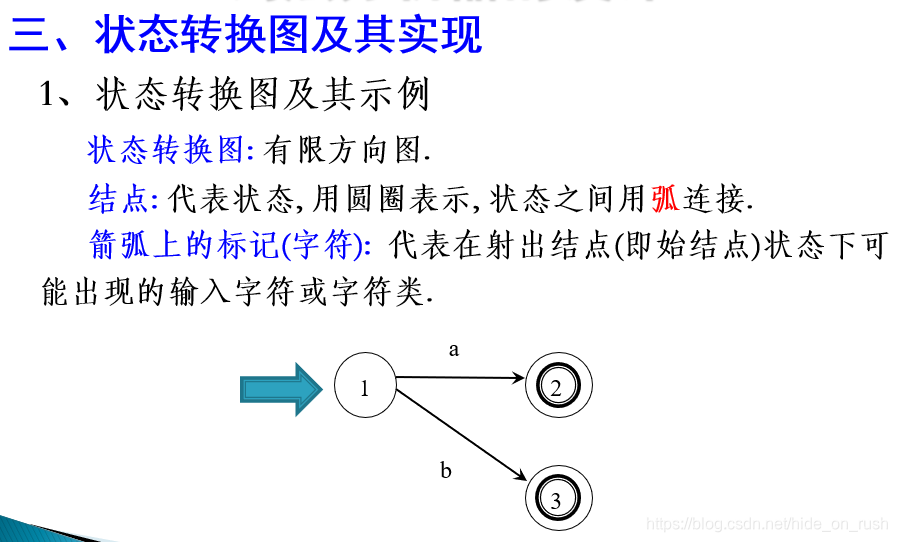 三、状态转换图及其实现
1、状态转换图及其示例
状态转换图: 有限方向图.
结点: 代表状态, 用圆圈表示, 状态之间用弧连接.
箭弧上的标记(字符): 代表在射出结点(即始结点)状态下可
能出现的输入字符或字符类.
a
1
2
b
3
https://blog.csdn.net/hide_on_rush